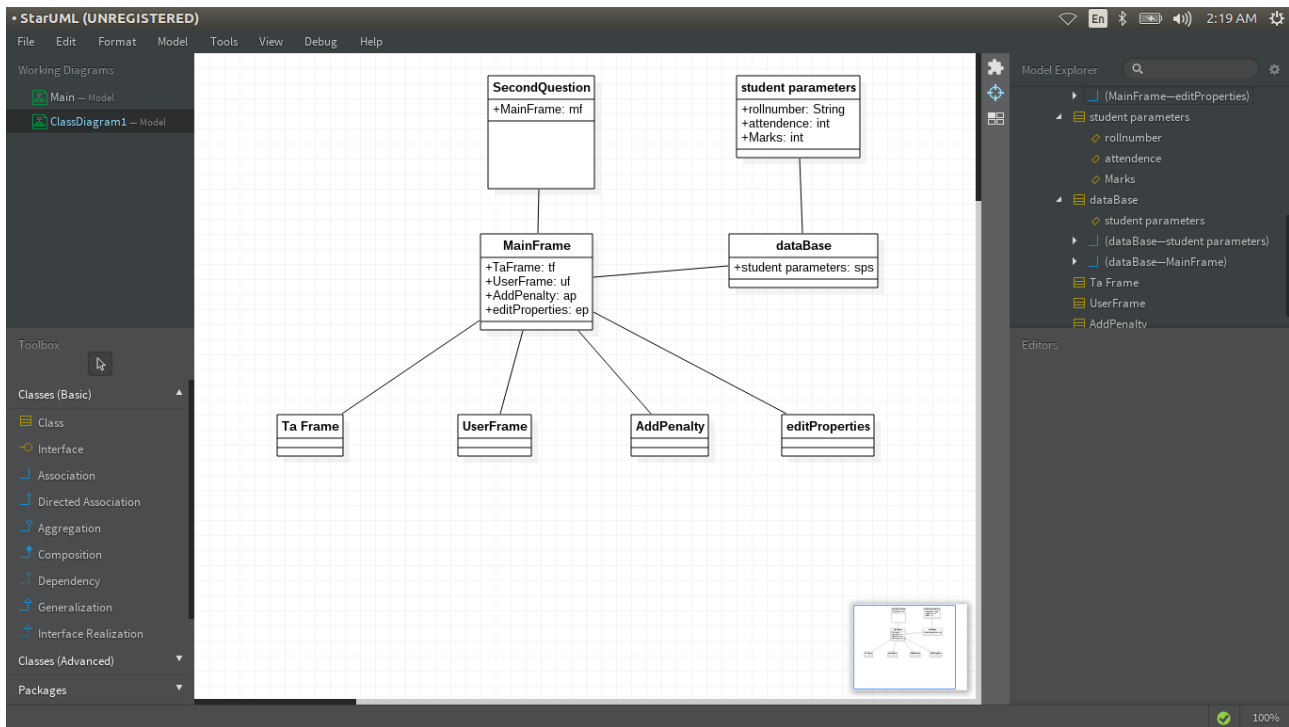 • StarUML (UNREGISTERED)
En
2:19 AM
File Edit Format Model Tools View Debug Help
Working Diagrams
Main — Model
ClassDiagram1 — Model
Toolbox
Classes (Basic)
Class
Interface
Association
Directed Association
Aggregation
Composition
Dependency
Generalization
Interface Realization
Classes (Advanced)
Packages
SecondQuestion
+MainFrame: mf
student parameters
+rollnumber: String
+attendence: int
+Marks: int
MainFrame
+TaFrame: tf
+UserFrame: uf
+AddPenalty: ap
+editProperties: ep
dataBase
+student parameters: sps
Ta Frame
UserFrame
AddPenalty
editProperties
Model Explorer
(MainFrame—editProperties)
student parameters
rollnumber
attendence
Marks
dataBase
student parameters
(dataBase—student parameters)
(dataBase—MainFrame)
Ta Frame
UserFrame
AddPenalty
Editors
100%